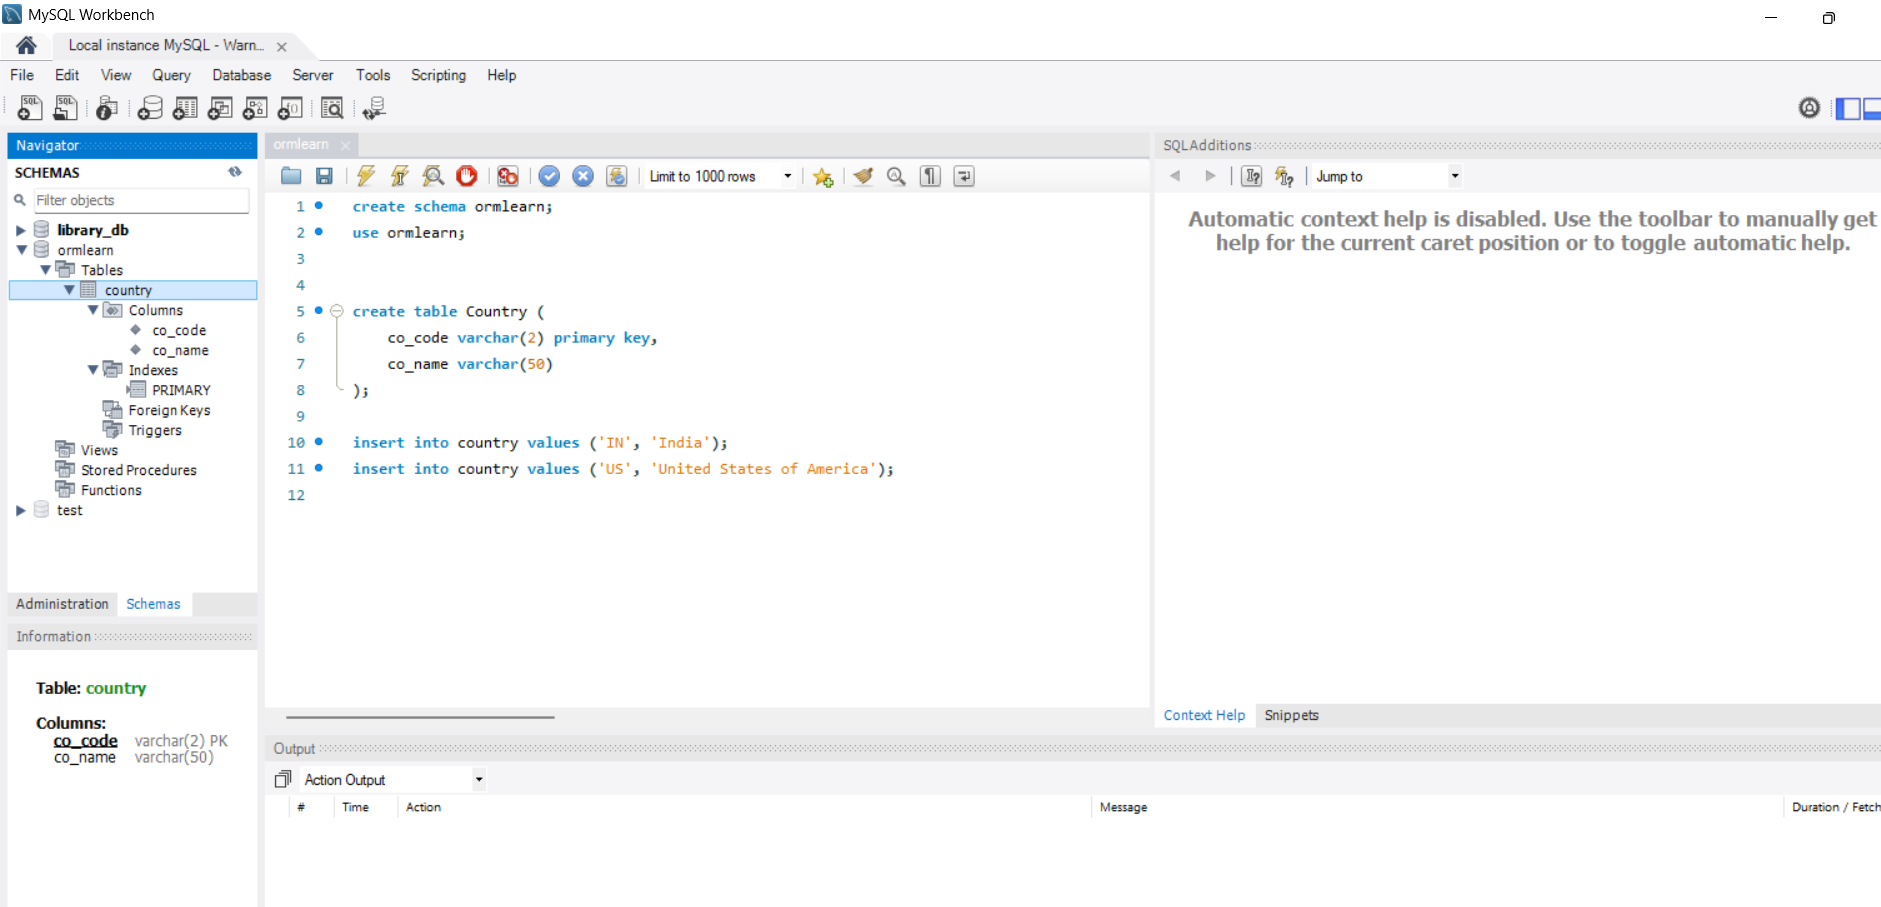 MySQL Workbench
Local instance MySQL - Warn...
File Edit View Query Database Server Tools Scripting Help
Navigator
SCHEMAS
Filter objects
library_db
ormlearn
Tables
country
Columns
co_code
co_name
Indexes
PRIMARY
Foreign Keys
Triggers
Views
Stored Procedures
Functions
test
Administration Schemas
Information
Table: country
Columns:
co_code varchar(2) PK
co_name varchar(50)
ormlearn
Limit to 1000 rows
1 create schema ormlearn;
2 use ormlearn;
3
4
5 create table Country (
6 co_code varchar(2) primary key,
7 co_name varchar(50)
8 );
9
10 insert into country values ('IN', 'India');
11 insert into country values ('US', 'United States of America');
12
SQLAdditions
Jump to
Automatic context help is disabled. Use the toolbar to manually get
help for the current caret position or to toggle automatic help.
Context Help Snippets
Output
Action Output
# Time Action Message Duration / Fetch